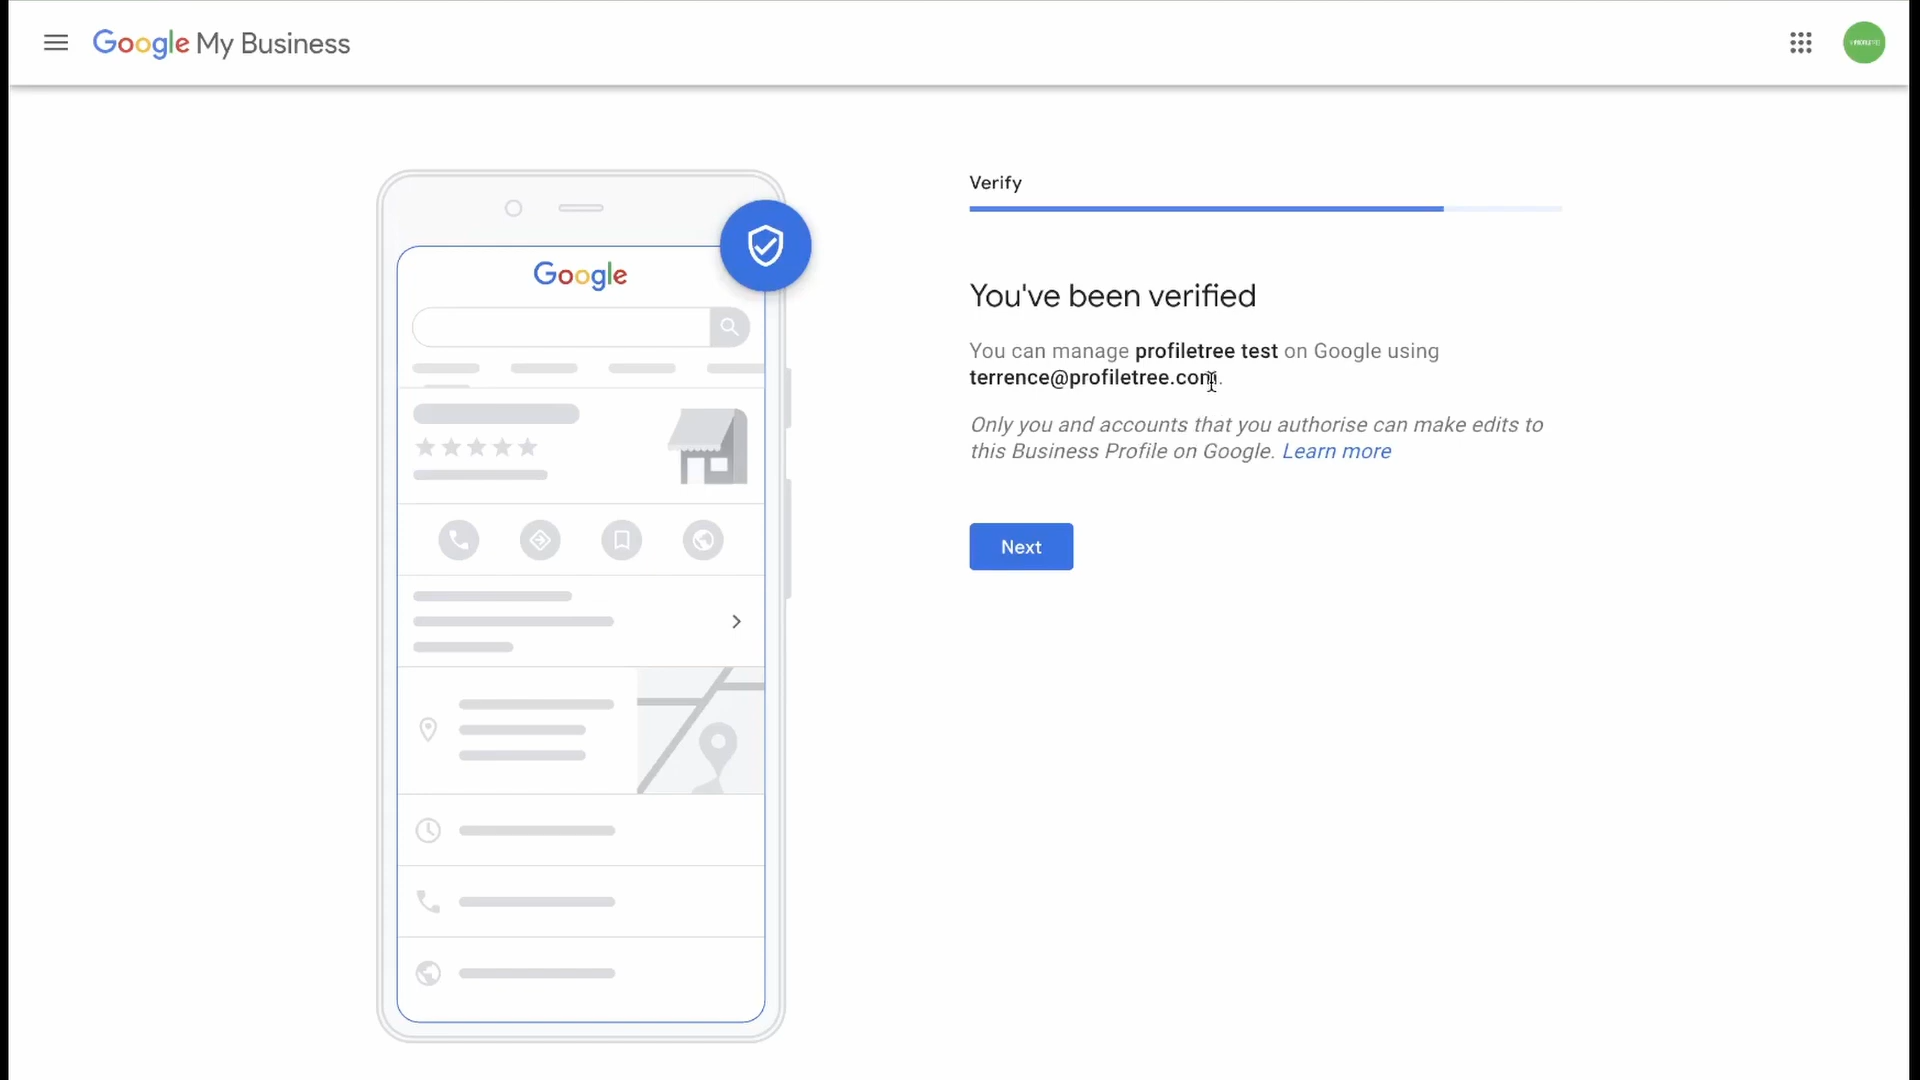 Google My Business
Verify
Google
You've been verified
You can manage profiletree test on Google using
terrence@profiletree.com.
Only you and accounts that you authorise can make edits to
this Business Profile on Google. Learn more
Next